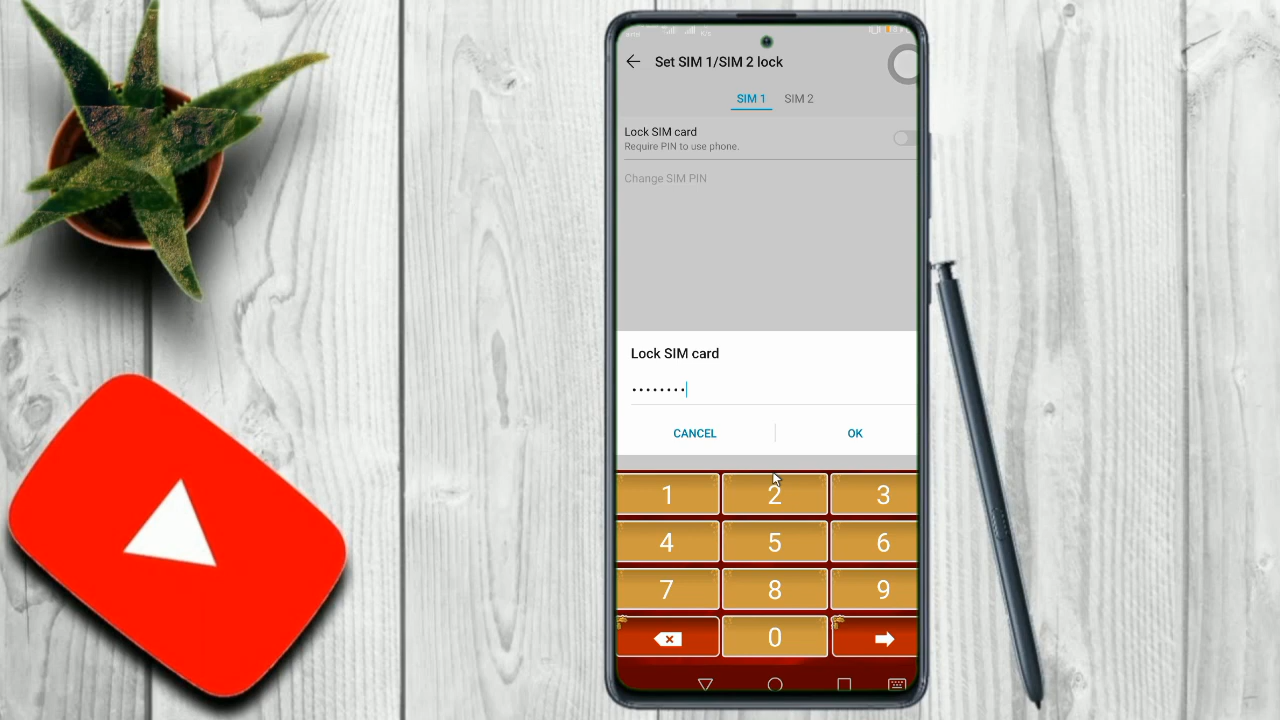 Set SIM 1/SIM 2 lock
SIM 1 SIM 2
Lock SIM card
Require PIN to use phone.
Change SIM PIN
Lock SIM card
••••••••
CANCEL OK
1 2 3
4 5 6
7 8 9
0